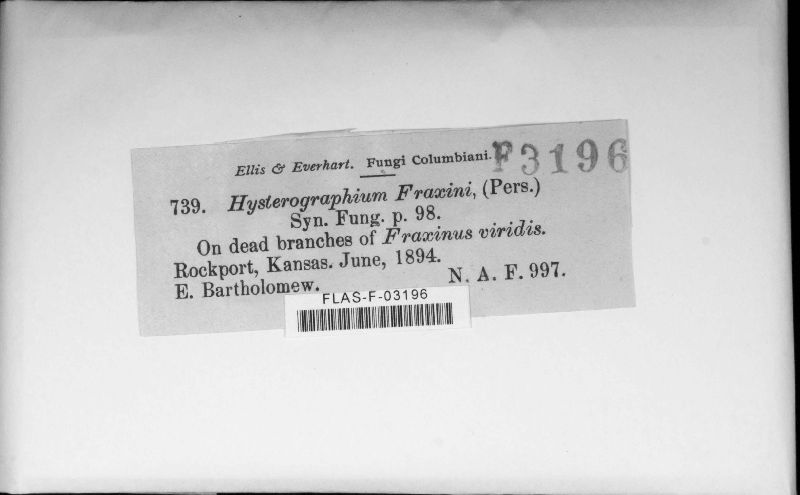 Ellis & Everhart. Fungi Columbiani. F3196
739. Hysterographium Fraxini, (Pers.)
Syn. Fung. p. 98.
On dead branches of Fraxinus viridis.
Rockport, Kansas. June, 1894.
E. Bartholomew. N. A. F. 997.
FLAS-F-03196